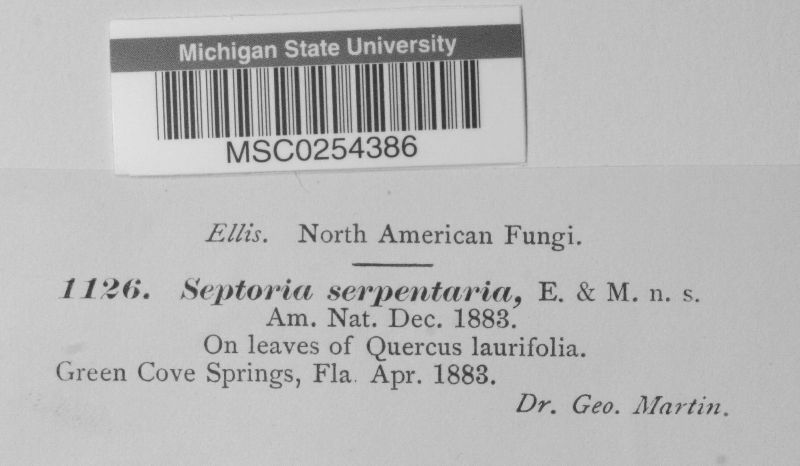 Michigan State University
MSC0254386
Ellis. North American Fungi.
1126. Septoria serpentaria, E. & M. n. s.
Am. Nat. Dec. 1883.
On leaves of Quercus laurifolia.
Green Cove Springs, Fla. Apr. 1883.
Dr. Geo. Martin.